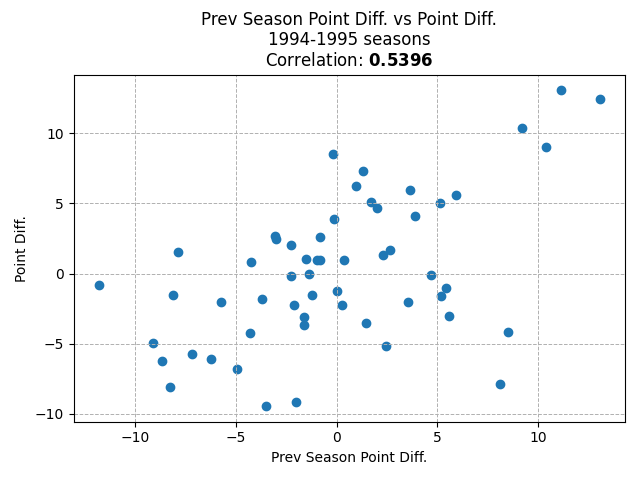 Prev Season Point Diff. vs Point Diff.
1994-1995 seasons
Correlation: 0.5396
Point Diff.
10
5
0
−5
−10
−10
−5
0
5
10
Prev Season Point Diff.